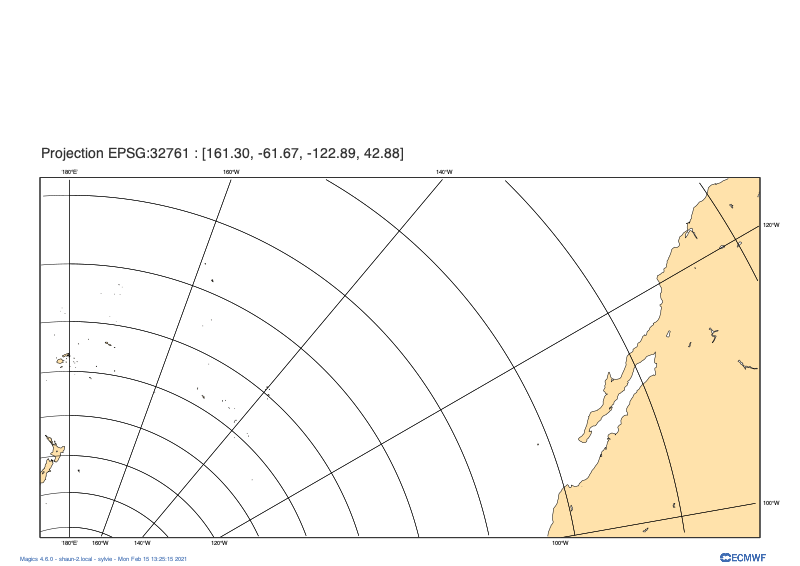 Projection EPSG:32761 : [161.30, -61.67, -122.89, 42.88]
180°E 160°W 140°W
120°W
100°W
180°E 160°W 140°W 120°W 100°W
Magics 4.6.0 - shaun-2.local - sylvie - Mon Feb 15 13:25:15 2021
ECMWF